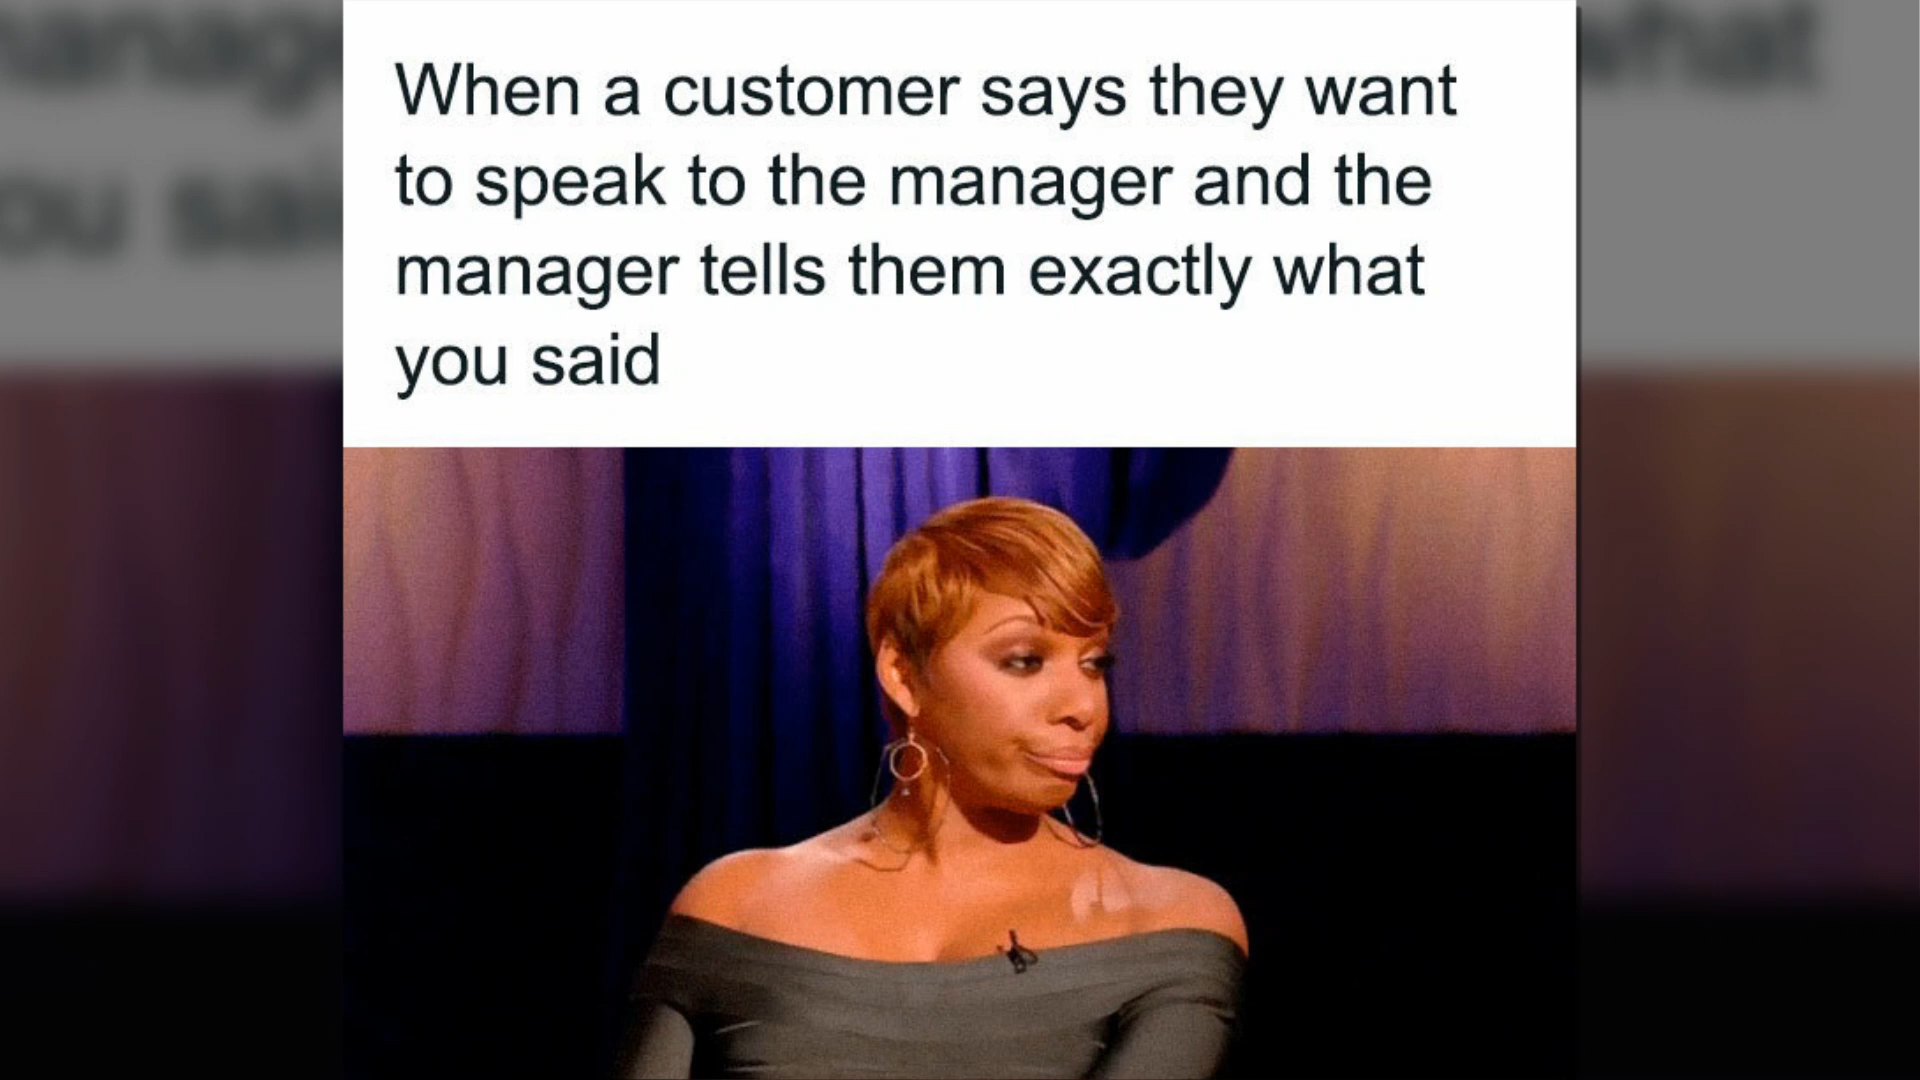 When a customer says they want
to speak to the manager and the
manager tells them exactly what
you said